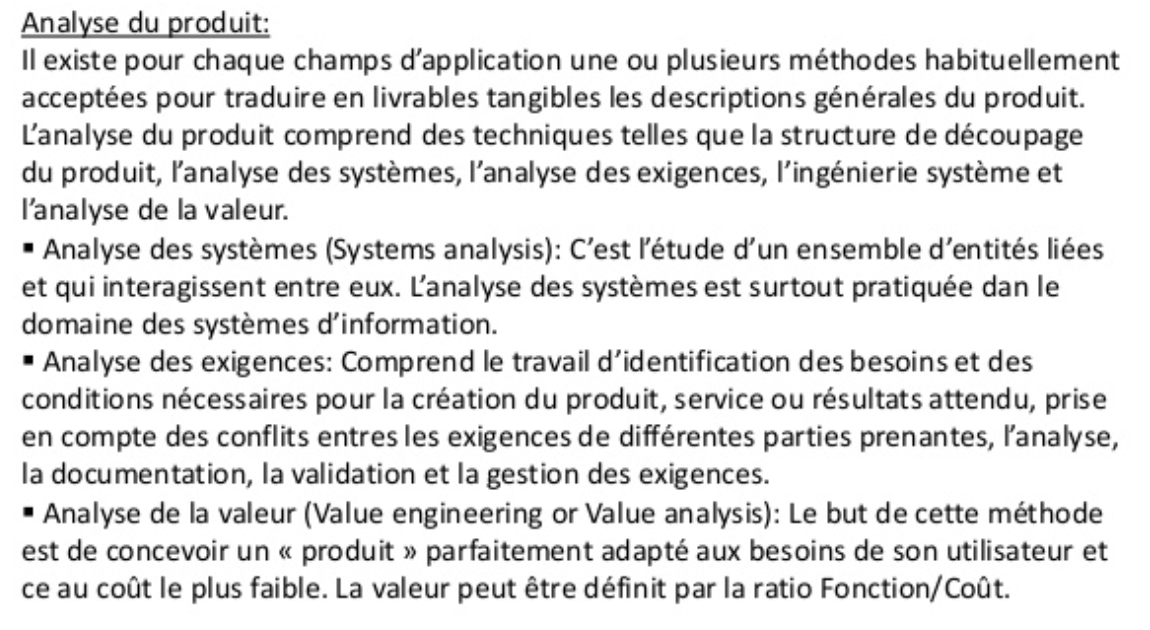 Analyse du produit:
Il existe pour chaque champs d’application une ou plusieurs méthodes habituellement
acceptées pour traduire en livrables tangibles les descriptions générales du produit.
L’analyse du produit comprend des techniques telles que la structure de découpage
du produit, l’analyse des systèmes, l’analyse des exigences, l’ingénierie système et
l’analyse de la valeur.
▪ Analyse des systèmes (Systems analysis): C’est l’étude d’un ensemble d’entités liées
et qui interagissent entre eux. L’analyse des systèmes est surtout pratiquée dan le
domaine des systèmes d’information.
▪ Analyse des exigences: Comprend le travail d’identification des besoins et des
conditions nécessaires pour la création du produit, service ou résultats attendu, prise
en compte des conflits entres les exigences de différentes parties prenantes, l’analyse,
la documentation, la validation et la gestion des exigences.
▪ Analyse de la valeur (Value engineering or Value analysis): Le but de cette méthode
est de concevoir un « produit » parfaitement adapté aux besoins de son utilisateur et
ce au coût le plus faible. La valeur peut être définit par la ratio Fonction/Coût.